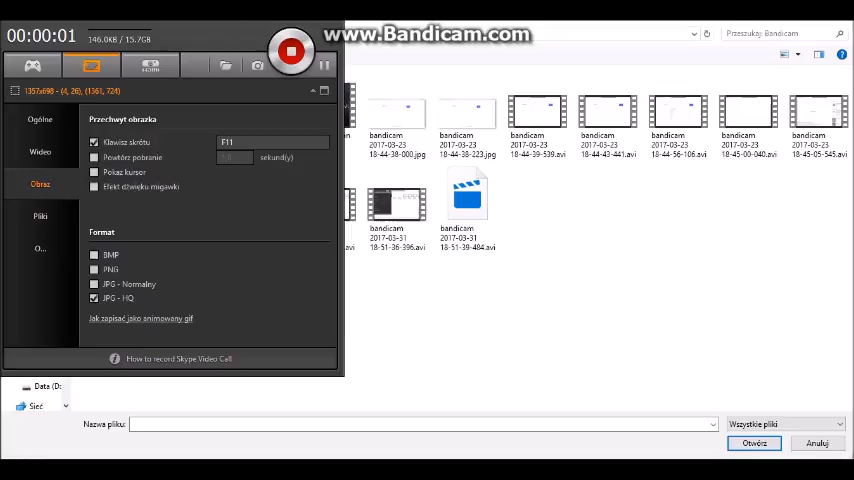 www.Bandicam.com
00:00:01
146.0KB / 15.7GB
Przeszukaj: Bandicam
HDMI
1357x698 - (4, 26), (1361, 724)
Ogólne
Wideo
Obraz
Pliki
O...
Przechwyt obrazka
Klawisz skrótu
F11
Powtórz pobranie
1,0
sekund(y)
Pokaż kursor
Efekt dźwięku migawki
Format
BMP
PNG
JPG - Normalny
JPG - HQ
Jak zapisać jako animowany gif
How to record Skype Video Call
bandicam
2017-03-23
18-44-38-000.jpg
bandicam
2017-03-23
18-44-38-223.jpg
bandicam
2017-03-23
18-44-39-539.avi
bandicam
2017-03-23
18-44-43-441.avi
bandicam
2017-03-23
18-44-56-106.avi
bandicam
2017-03-23
18-45-00-040.avi
bandicam
2017-03-23
18-45-05-545.avi
bandicam
2017-03-31
18-51-36-396.avi
bandicam
2017-03-31
18-51-39-484.avi
Data (D:
Sieć
Nazwa pliku:
Wszystkie pliki
Otwórz
Anuluj